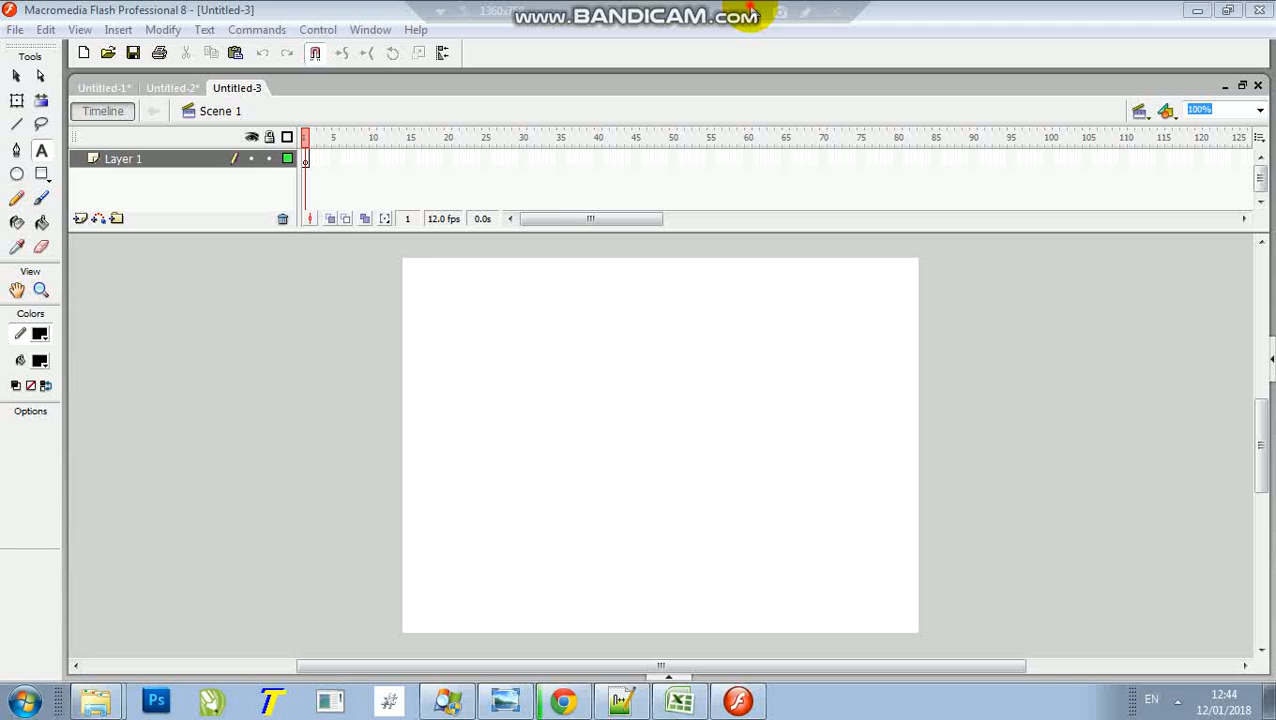 Macromedia Flash Professional 8 - [Untitled-3]
www.BANDICAM.com
File Edit View Insert Modify Text Commands Control Window Help
Tools
Untitled-1* Untitled-2* Untitled-3
Timeline Scene 1 100%
5 10 15 20 25 30 35 40 45 50 55 60 65 70 75 80 85 90 95 100 105 110 115 120 125
Layer 1
A
1 12.0 fps 0.0s
View
Colors
Options
Ps T # EN
12:44
12/01/2018